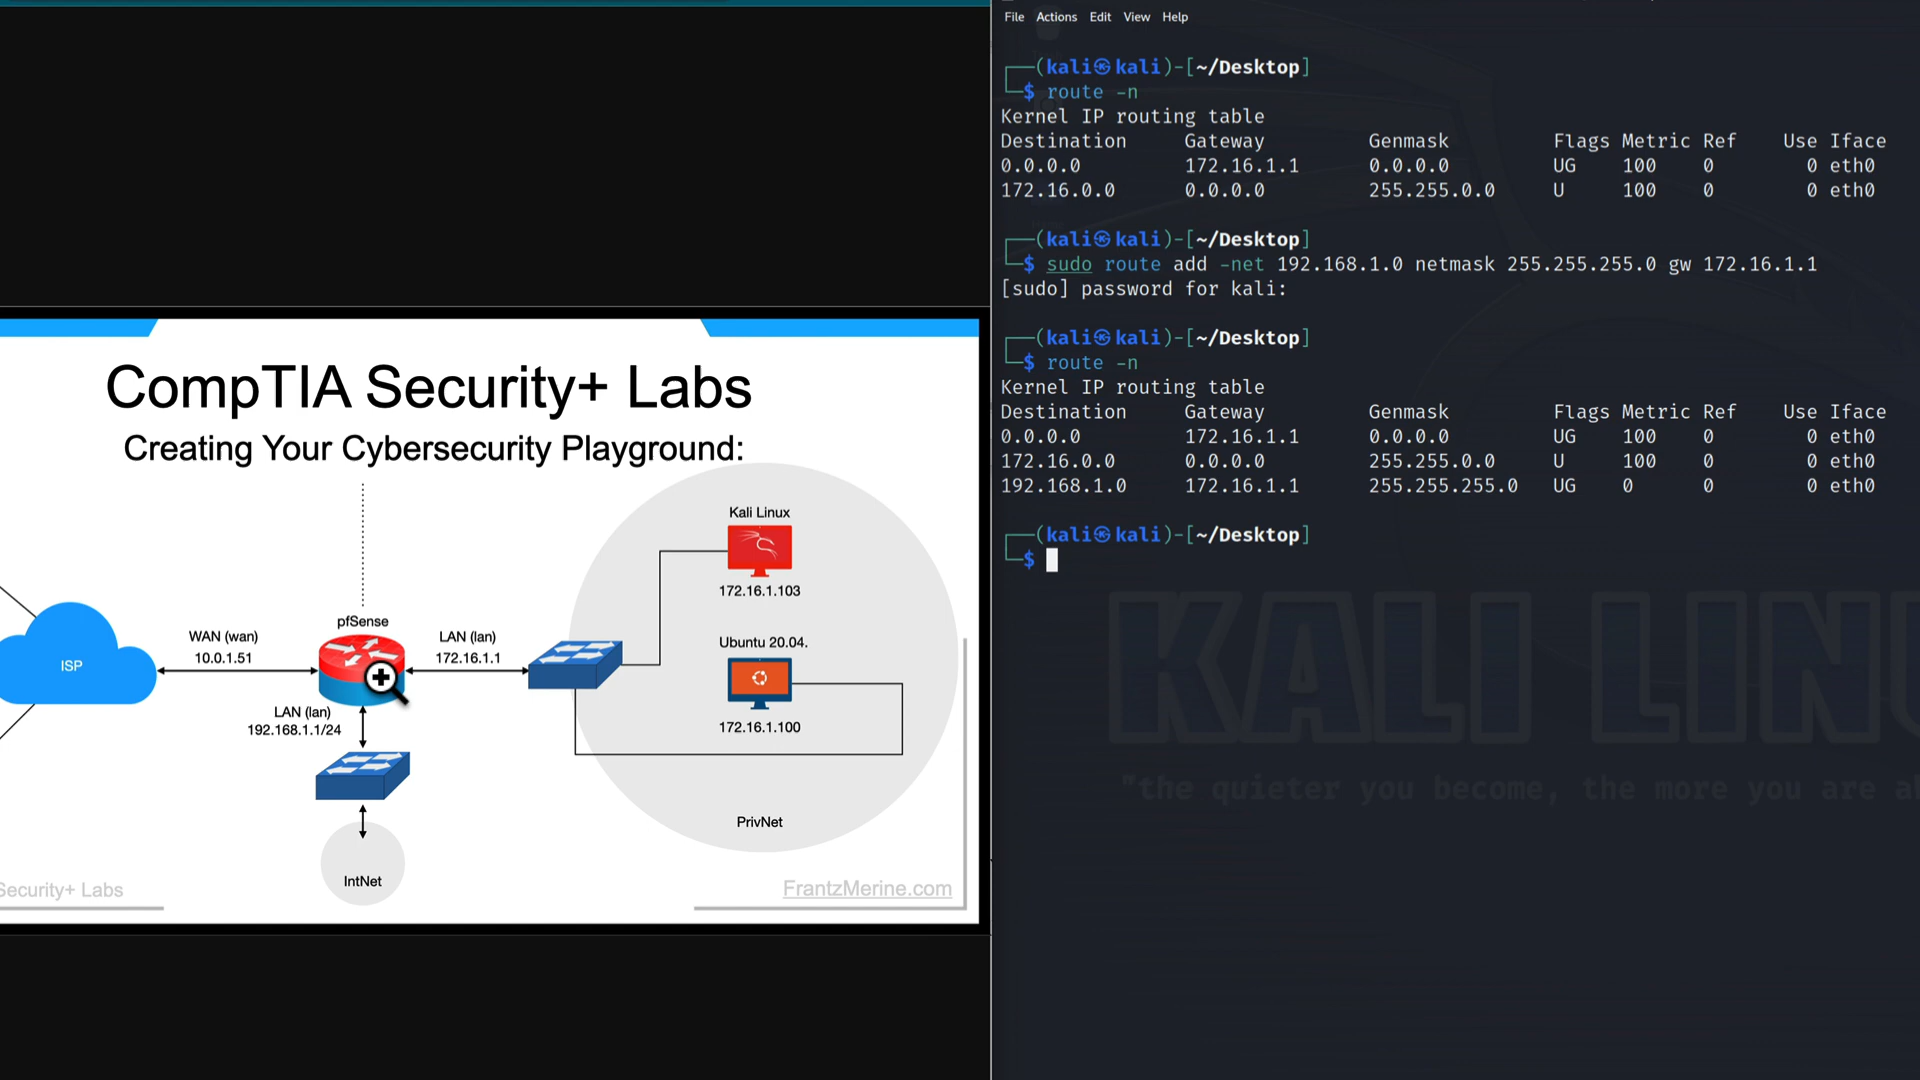 CompTIA Security+ Labs
Creating Your Cybersecurity Playground:
Kali Linux
172.16.1.103
pfSense
WAN (wan)
10.0.1.51
LAN (lan)
172.16.1.1
Ubuntu 20.04.
172.16.1.100
ISP
LAN (lan)
192.168.1.1/24
PrivNet
IntNet
Security+ Labs
FrantzMerine.com
File Actions Edit View Help
┌──(kali㉿kali)-[~/Desktop]
└─$ route -n
Kernel IP routing table
Destination Gateway Genmask Flags Metric Ref Use Iface
0.0.0.0 172.16.1.1 0.0.0.0 UG 100 0 0 eth0
172.16.0.0 0.0.0.0 255.255.0.0 U 100 0 0 eth0
┌──(kali㉿kali)-[~/Desktop]
└─$ sudo route add -net 192.168.1.0 netmask 255.255.255.0 gw 172.16.1.1
[sudo] password for kali:
┌──(kali㉿kali)-[~/Desktop]
└─$ route -n
Kernel IP routing table
Destination Gateway Genmask Flags Metric Ref Use Iface
0.0.0.0 172.16.1.1 0.0.0.0 UG 100 0 0 eth0
172.16.0.0 0.0.0.0 255.255.0.0 U 100 0 0 eth0
192.168.1.0 172.16.1.1 255.255.255.0 UG 0 0 0 eth0
┌──(kali㉿kali)-[~/Desktop]
└─$
KALI LINU
"the quieter you become, the more you are a